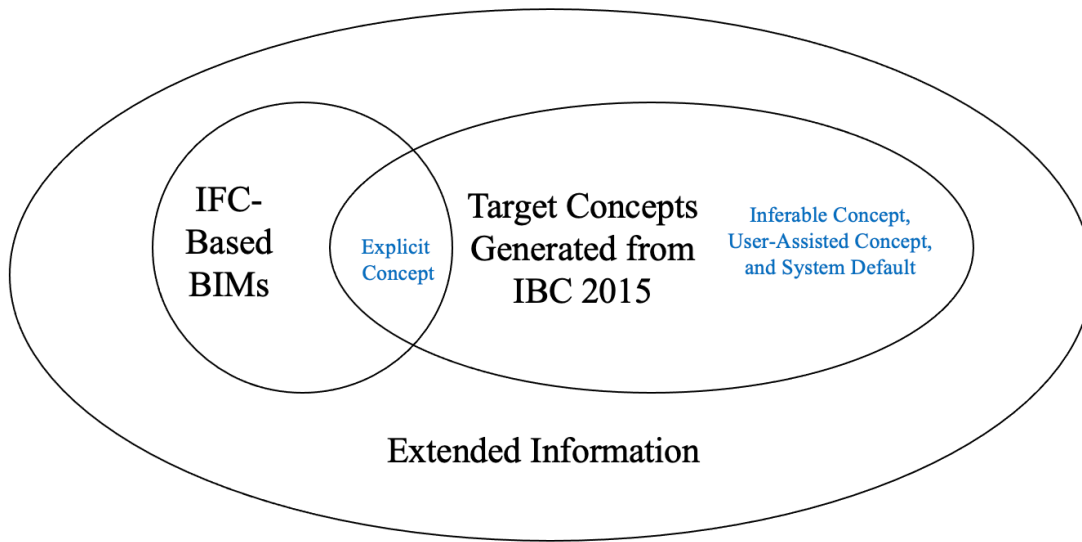 IFC-
Based
BIMs
Explicit
Concept
Target Concepts
Generated from
IBC 2015
Inferable Concept,
User-Assisted Concept,
and System Default
Extended Information